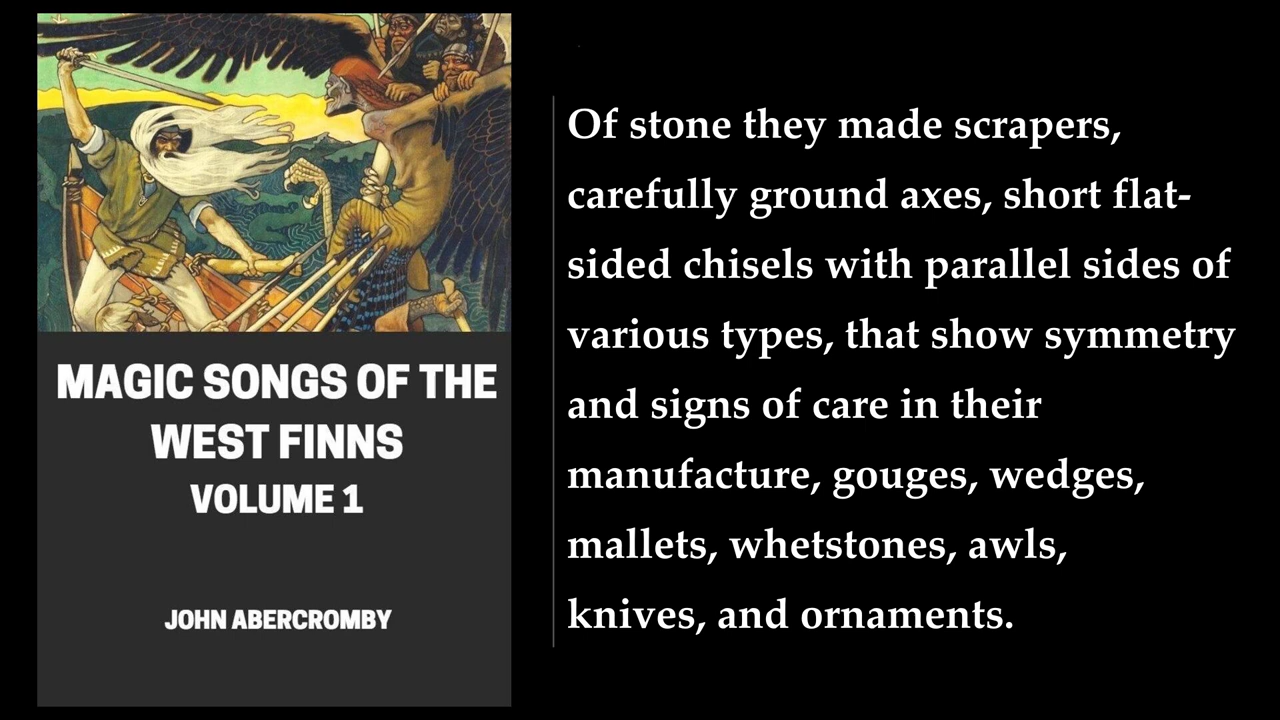 MAGIC SONGS OF THE
WEST FINNS
VOLUME 1
JOHN ABERCROMBY
Of stone they made scrapers,
carefully ground axes, short flat-
sided chisels with parallel sides of
various types, that show symmetry
and signs of care in their
manufacture, gouges, wedges,
mallets, whetstones, awls,
knives, and ornaments.